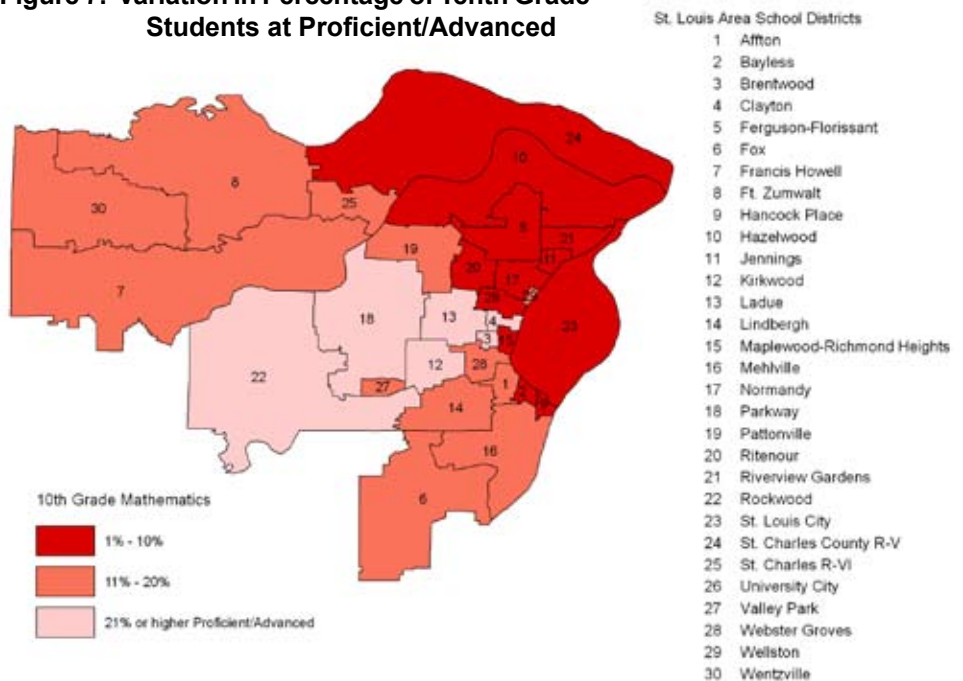 Figure 7: Variation in Percentage of Tenth Grade
Students at Proficient/Advanced
St. Louis Area School Districts
1 Affton
2 Bayless
3 Brentwood
4 Clayton
5 Ferguson-Florissant
6 Fox
7 Francis Howell
8 Ft. Zumwalt
9 Hancock Place
10 Hazelwood
11 Jennings
12 Kirkwood
13 Ladue
14 Lindbergh
15 Maplewood-Richmond Heights
16 Mehlville
17 Normandy
18 Parkway
19 Pattonville
20 Ritenour
21 Riverview Gardens
22 Rockwood
23 St. Louis City
24 St. Charles County R-V
25 St. Charles R-VI
26 University City
27 Valley Park
28 Webster Groves
29 Wellston
30 Wentzville
24
10
8
30
25
5
21
11
19
20
17
7
26
18
13
4
23
3
15
12
28
22
27
1
14
16
6
10th Grade Mathematics
1% - 10%
11% - 20%
21% or higher Proficient/Advanced